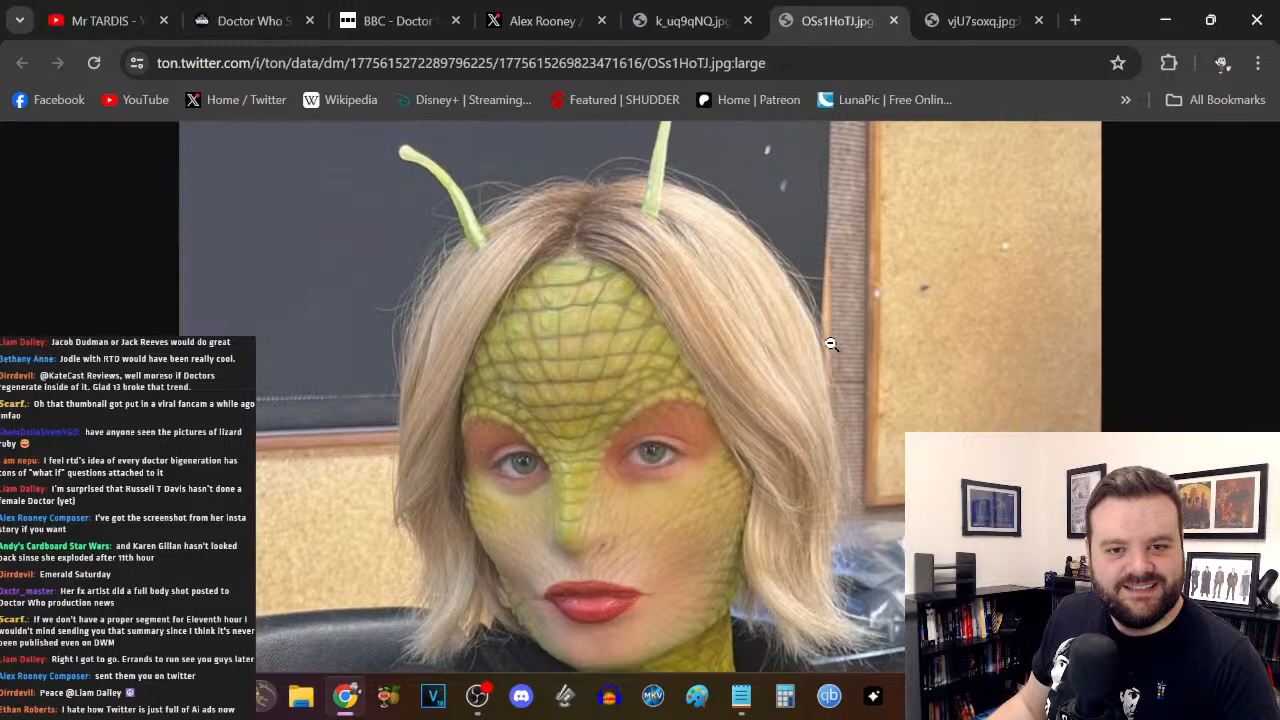 Mr TARDIS - Y
Doctor Who S
BBC - Doctor
Alex Rooney /
k_uq9qNQ.jpg
OSs1HoTJ.jpg
vjU7soxq.jpg
ton.twitter.com/i/ton/data/dm/1775615272289796225/1775615269823471616/OSs1HoTJ.jpg:large
Facebook
YouTube
Home / Twitter
Wikipedia
Disney+ | Streaming...
Featured | SHUDDER
Home | Patreon
LunaPic | Free Onlin...
All Bookmarks
Liam Dalley: Jacob Dudman or Jack Reeves would do great
Bethany Anne: Jodie with RTD would have been really cool.
Dirrdevil: @KateCast Reviews, well moreso if Doctors
regenerate inside of it. Glad 13 broke that trend.
Scarf.: Oh that thumbnail got put in a viral fancam a while ago
lmfao
have anyone seen the pictures of lizard
ruby
I am nepu: I feel rtd's idea of every doctor bigeneration has
tons of "what if" questions attached to it
Liam Dalley: I'm surprised that Russell T Davis hasn't done a
female Doctor (yet)
Alex Rooney Composer: I've got the screenshot from her insta
story if you want
Andy's Cardboard Star Wars: and Karen Gillan hasn't looked
back sinse she exploded after 11th hour
Dirrdevil: Emerald Saturday
Dxctr_master: Her fx artist did a full body shot posted to
Doctor Who production news
Scarf.: If we don't have a proper segment for Eleventh hour I
wouldn't mind sending you that summary since I think it's never
been published even on DWM
Liam Dalley: Right I got to go. Errands to run see you guys later
Alex Rooney Composer: sent them you on twitter
Dirrdevil: Peace @Liam Dalley
Ethan Roberts: I hate how Twitter is just full of Ai ads now
V
18
MKV
qb